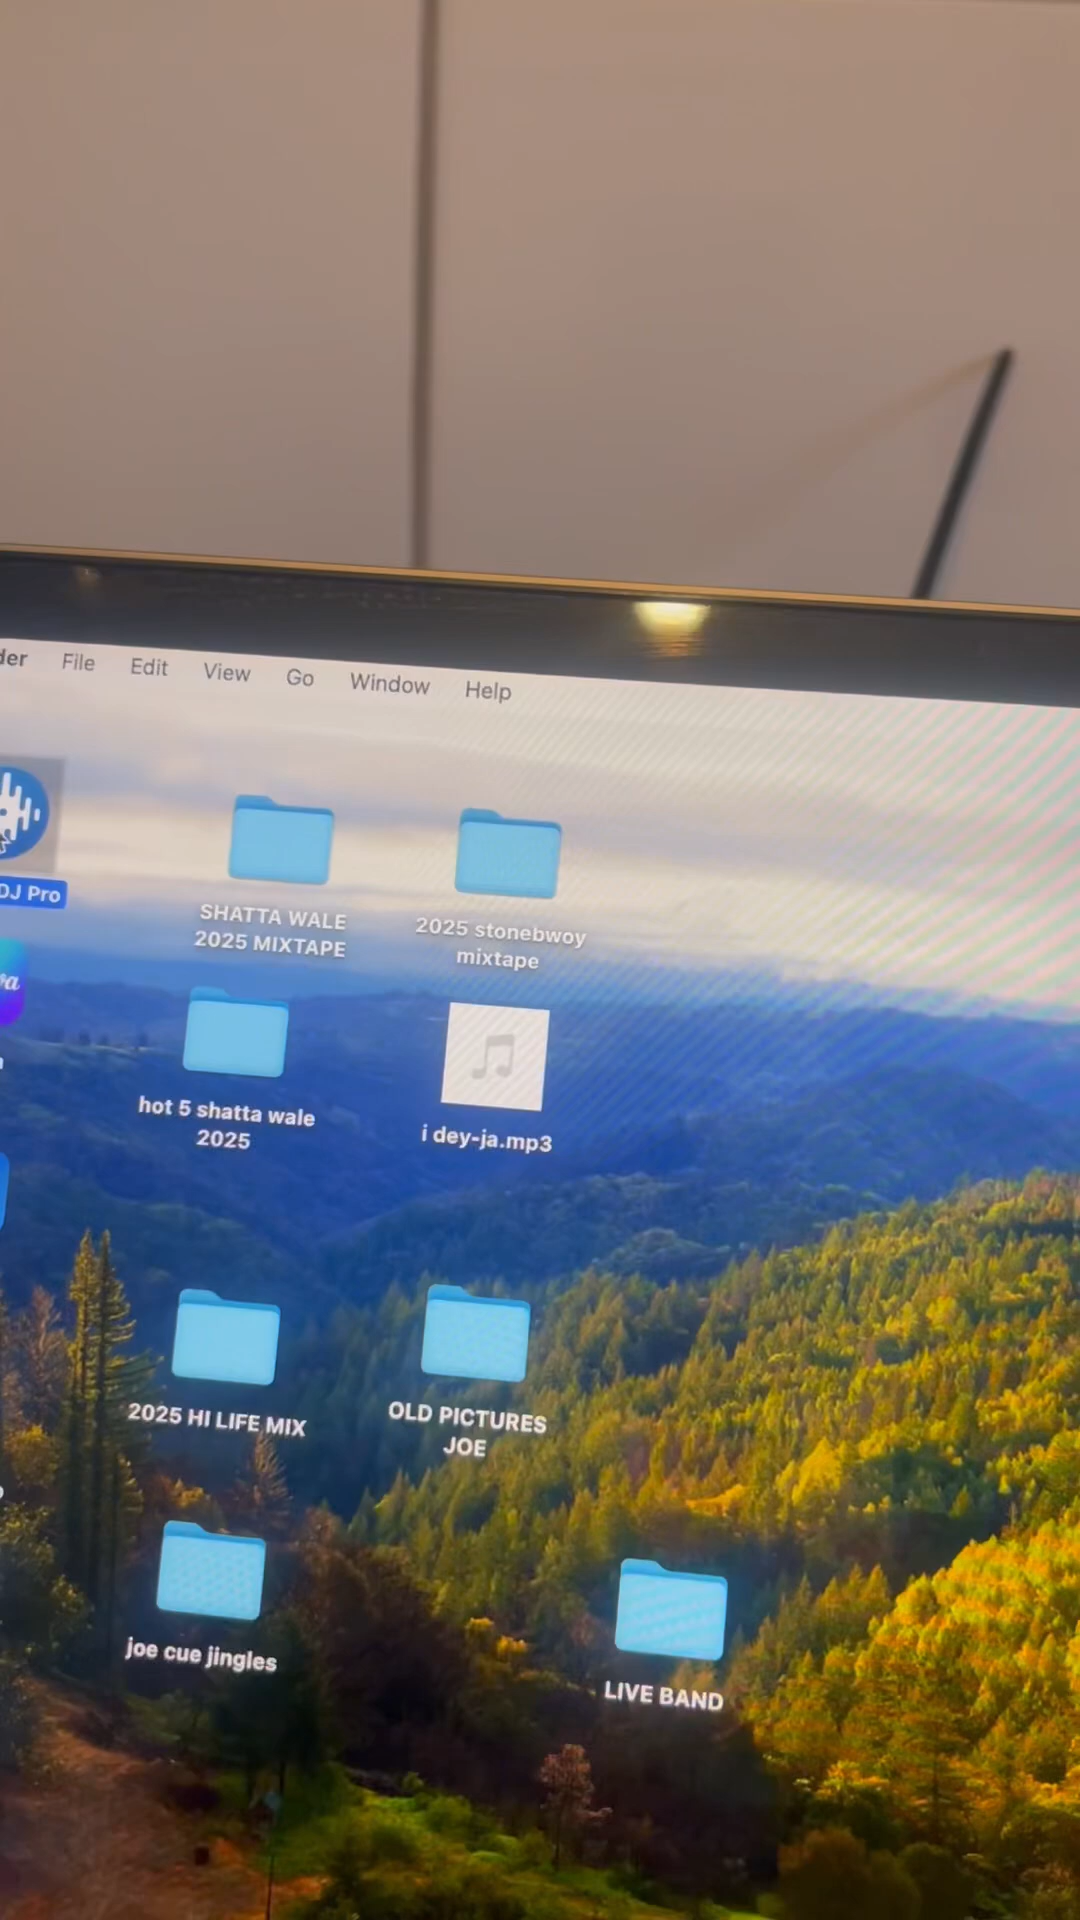 der File Edit View Go Window Help
DJ Pro
SHATTA WALE
2025 MIXTAPE
2025 stonebwoy
mixtape
va
hot 5 shatta wale
2025
i dey-ja.mp3
2025 HI LIFE MIX
OLD PICTURES
JOE
joe cue jingles
LIVE BAND